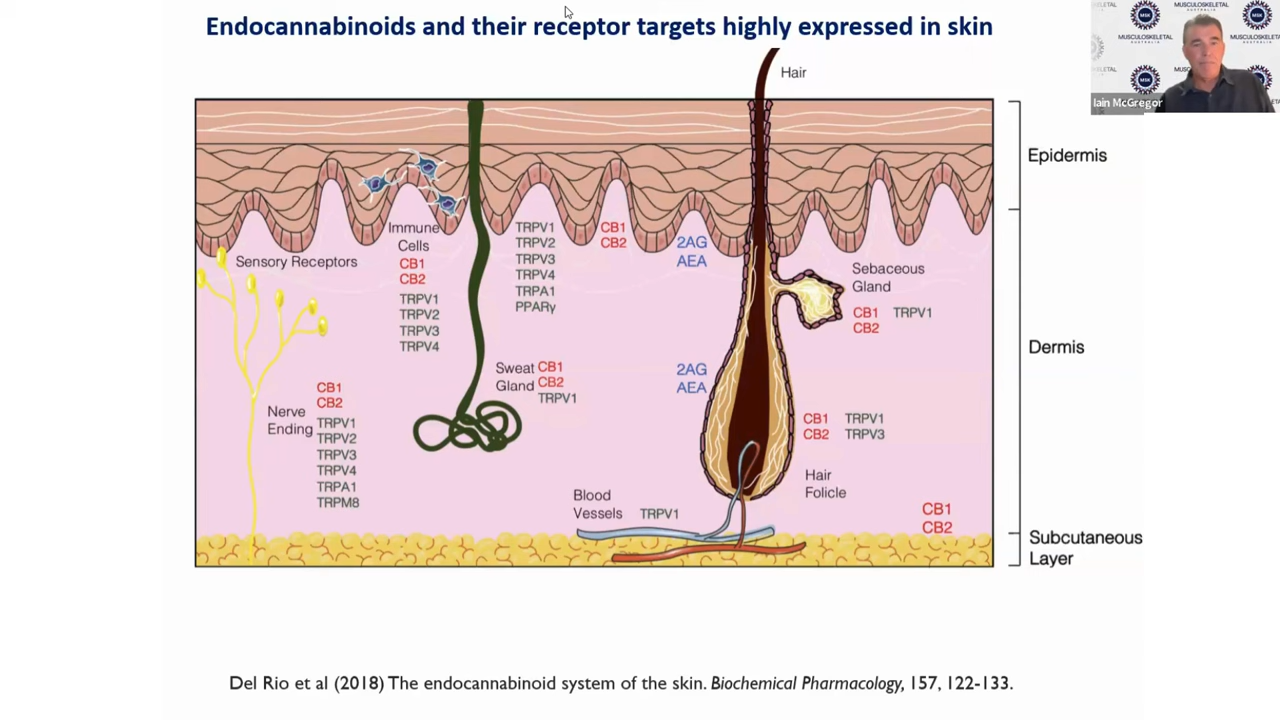 Endocannabinoids and their receptor targets highly expressed in skin
MUSCULOSKELETAL
AUSTRALIA
MSK
Iain McGregor
Hair
Epidermis
Dermis
Subcutaneous
Layer
Sensory Receptors
Immune
Cells
CB1
CB2
TRPV1
TRPV2
TRPV3
TRPV4
TRPV1
TRPV2
TRPV3
TRPV4
TRPA1
PPARγ
CB1
CB2
2AG
AEA
Sebaceous
Gland
CB1 TRPV1
CB2
Nerve
Ending
CB1
CB2
TRPV1
TRPV2
TRPV3
TRPV4
TRPA1
TRPM8
Sweat
Gland
CB1
CB2
TRPV1
2AG
AEA
CB1 TRPV1
CB2 TRPV3
Hair
Folicle
Blood
Vessels
TRPV1
CB1
CB2
Del Rio et al (2018) The endocannabinoid system of the skin. Biochemical Pharmacology, 157, 122-133.